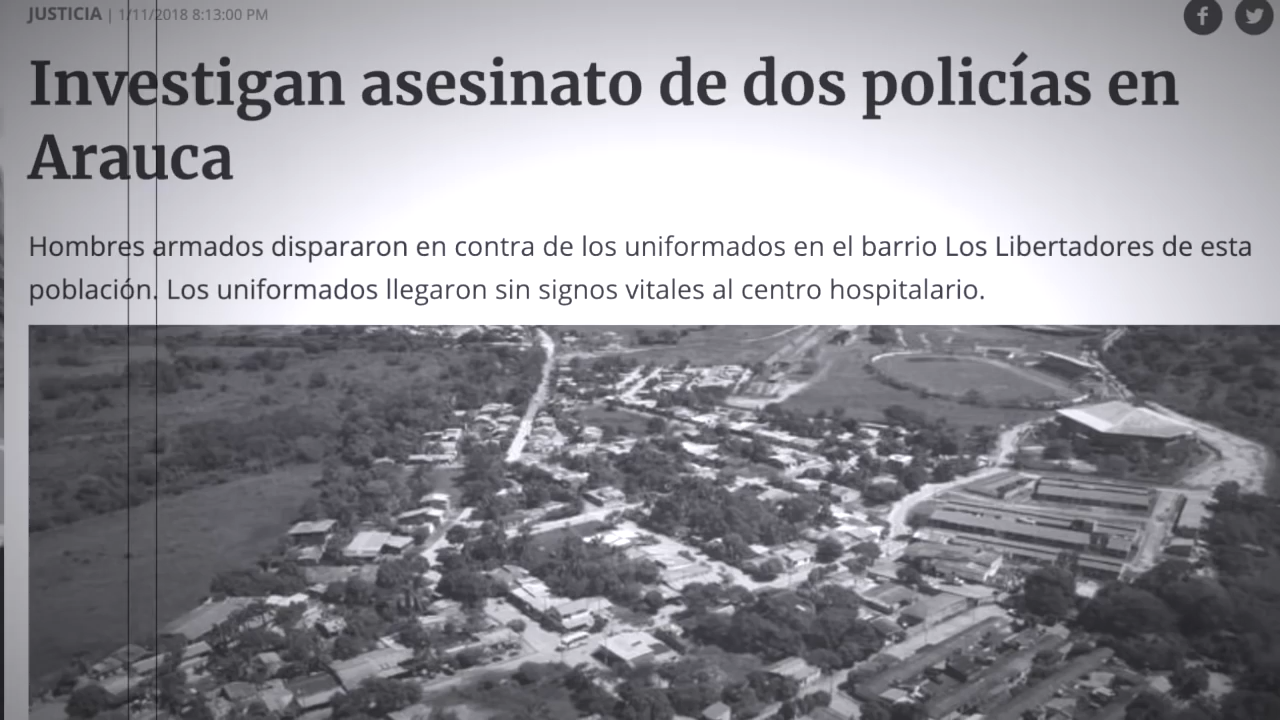 JUSTICIA | 1/11/2018 8:13:00 PM
Investigan asesinato de dos policías en
Arauca
Hombres armados dispararon en contra de los uniformados en el barrio Los Libertadores de esta
población. Los uniformados llegaron sin signos vitales al centro hospitalario.